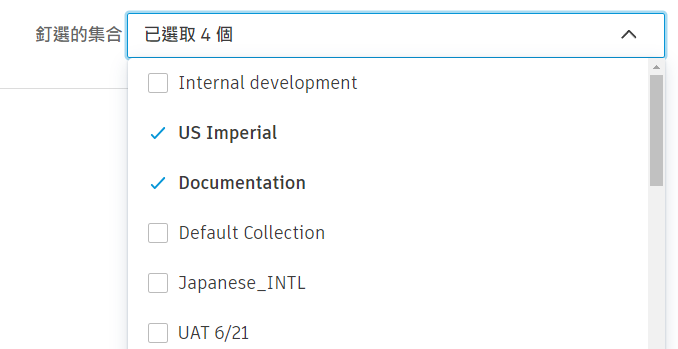 釘選的集合 已選取 4 個
Internal development
US Imperial
Documentation
Default Collection
Japanese_INTL
UAT 6/21